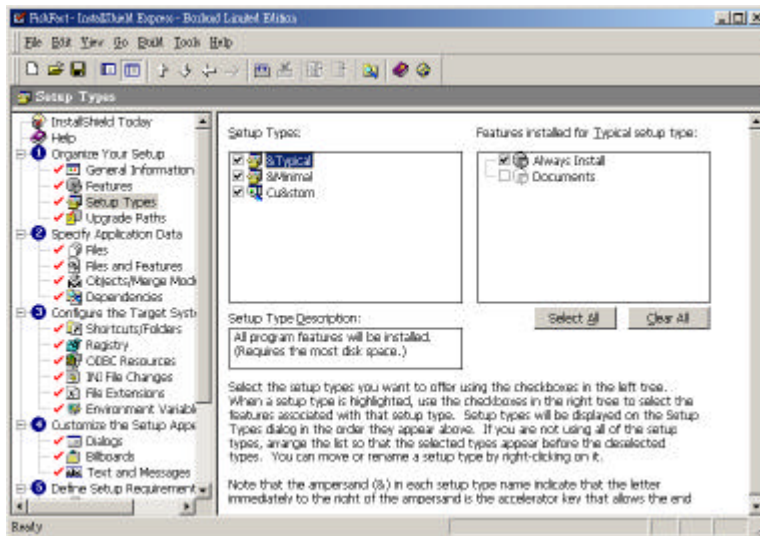 FishFact - InstallShield Express - Borland Limited Edition
File Edit View Go Build Tools Help
Setup Types
InstallShield Today
Help
1 Organize Your Setup
General Information
Features
Setup Types
Upgrade Paths
2 Specify Application Data
Files
Files and Features
Objects/Merge Mod
Dependencies
3 Configure the Target Syst
Shortcuts/Folders
Registry
ODBC Resources
INI File Changes
File Extensions
Environment Variabl
4 Customize the Setup Appe
Dialogs
Billboards
Text and Messages
5 Define Setup Requirement
Setup Types:
&Typical
&Minimal
Cu&stom
Features installed for Typical setup type:
Always Install
Documents
Select All
Clear All
Setup Type Description:
All program features will be installed.
(Requires the most disk space.)
Select the setup types you want to offer using the checkboxes in the left tree.
When a setup type is highlighted, use the checkboxes in the right tree to select the
features associated with that setup type. Setup types will be displayed on the Setup
Types dialog in the order they appear above. If you are not using all of the setup
types, arrange the list so that the selected types appear before the deselected
types. You can move or rename a setup type by right-clicking on it.
Note that the ampersand (&) in each setup type name indicate that the letter
immediately to the right of the ampersand is the accelerator key that allows the end
Ready